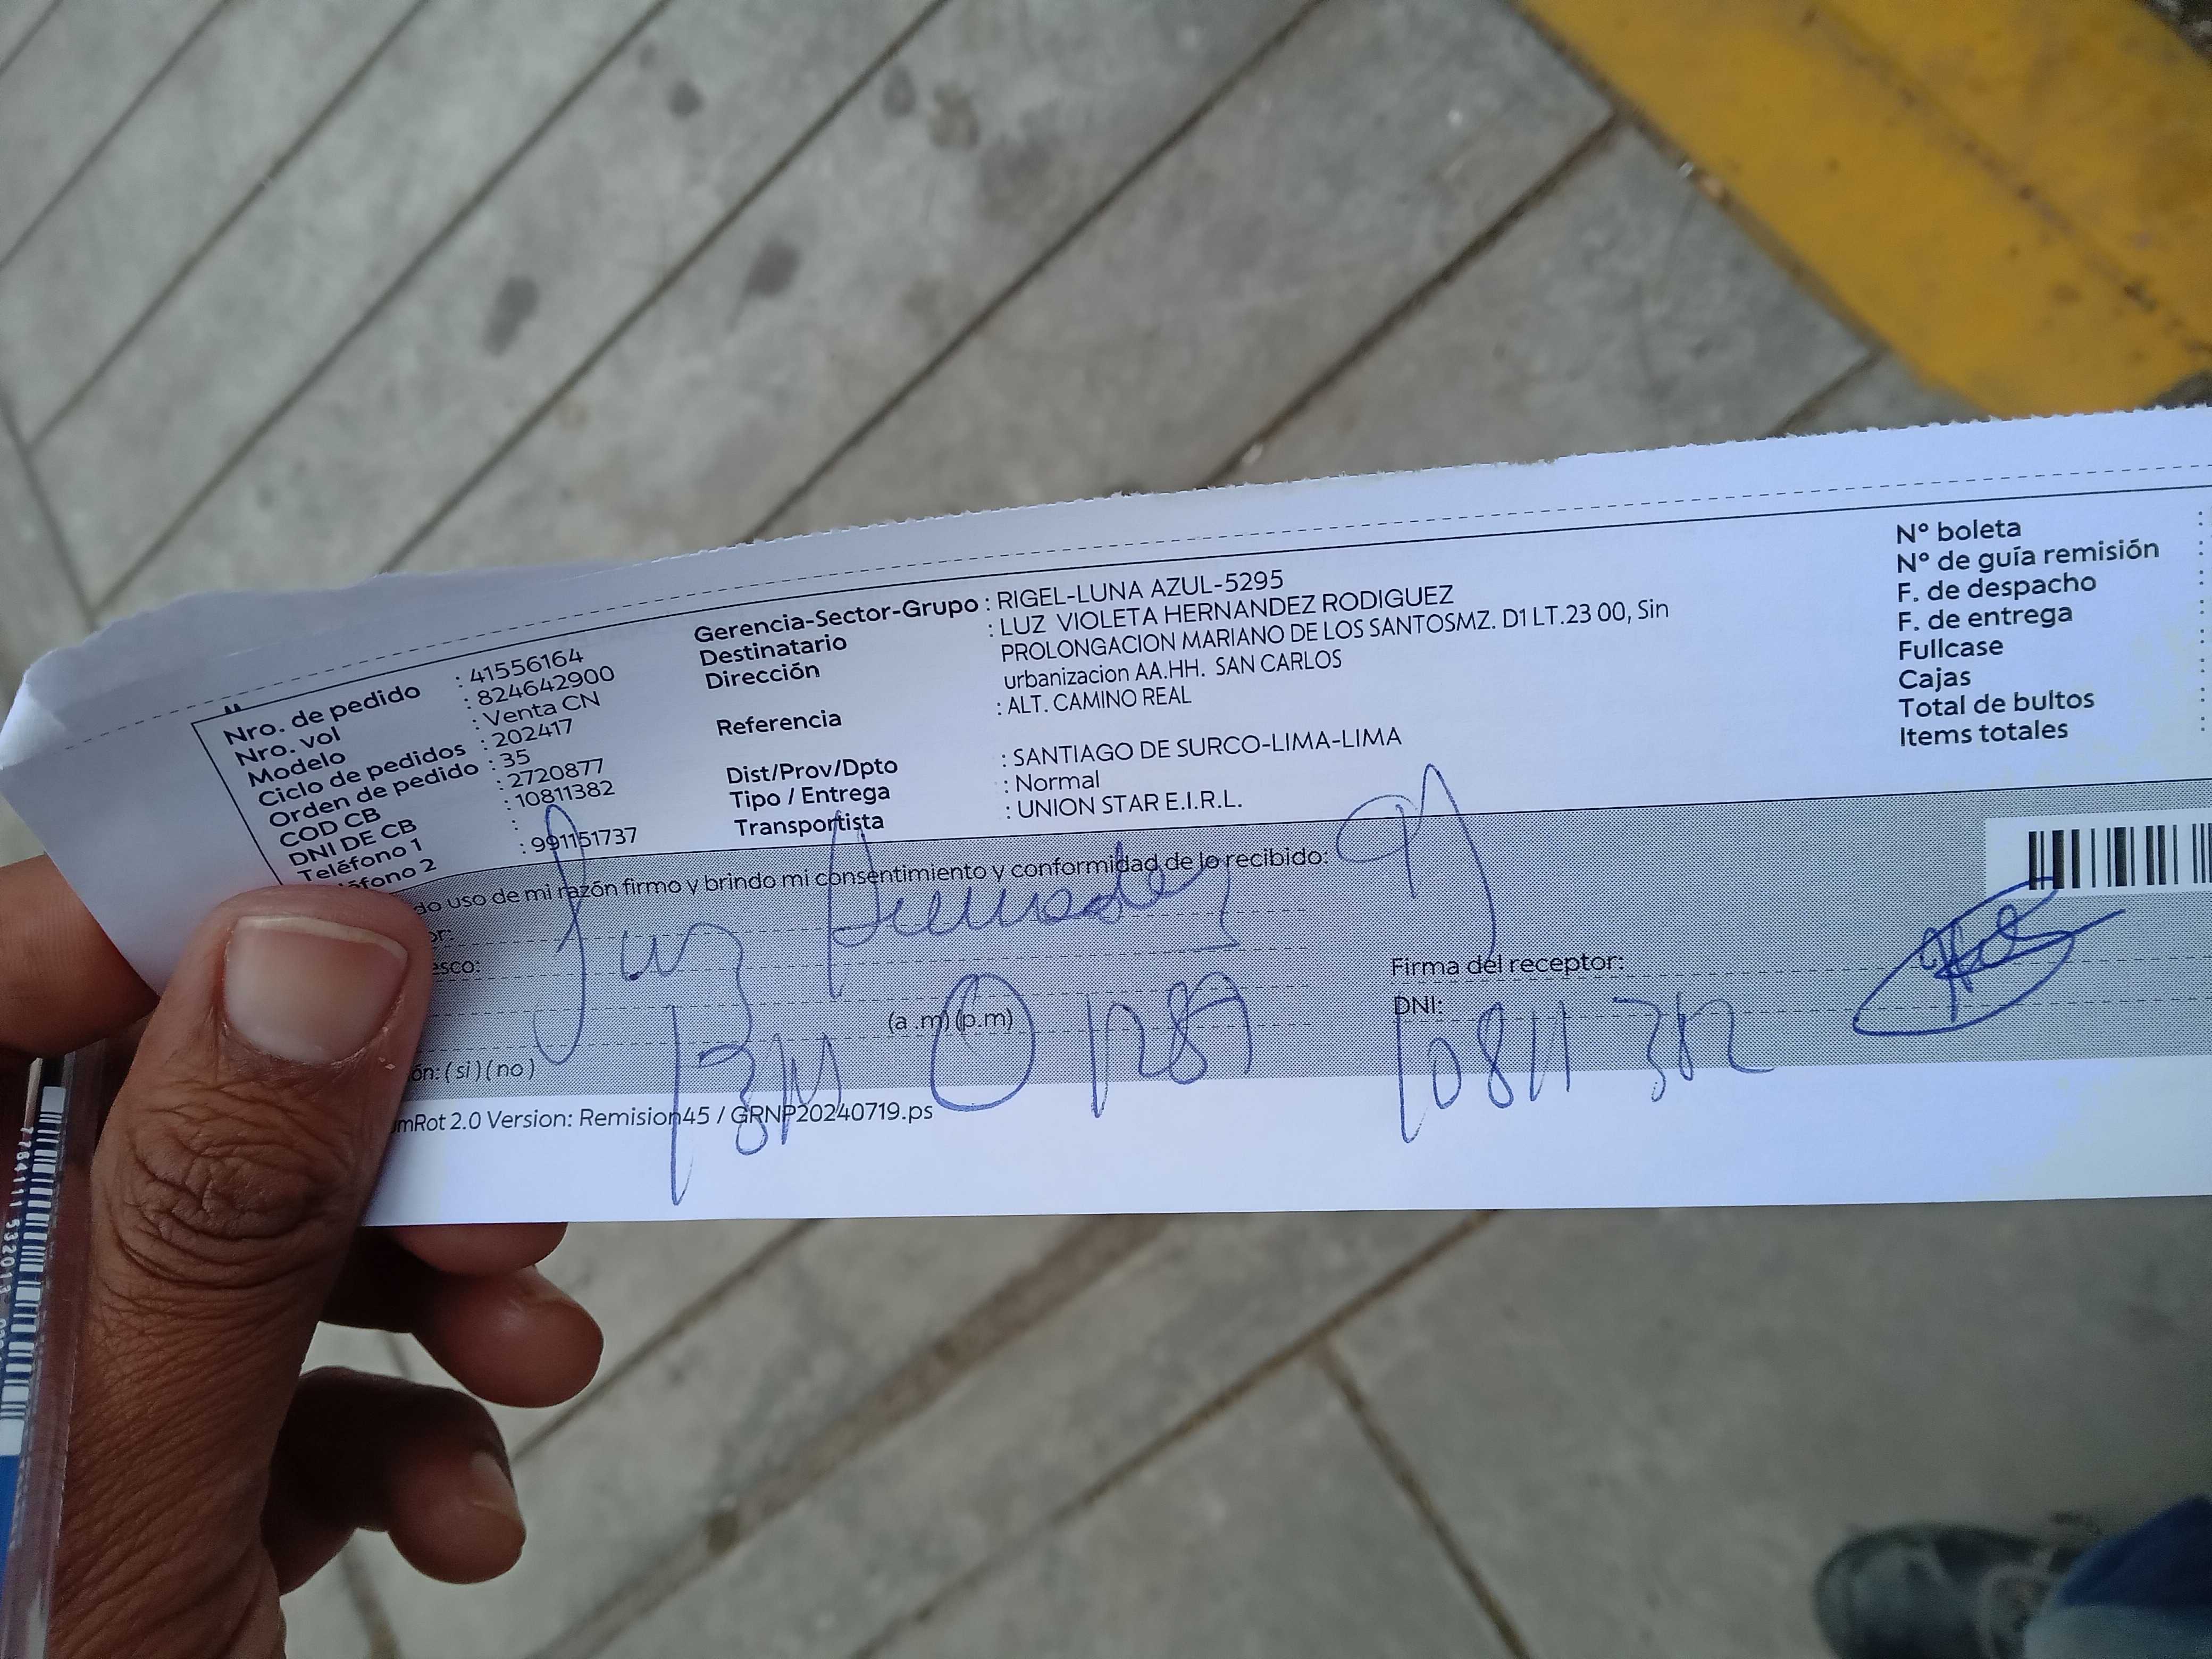 Nro. de pedido : 41556164
Nro. vol : 824642900
Modelo : Venta CN
Ciclo de pedidos : 202417
Orden de pedido : 35
COD CB : 2720877
DNI DE CB : 10811382
Teléfono 1 :
éfono 2 : 991151737
Gerencia-Sector-Grupo : RIGEL-LUNA AZUL-5295
Destinatario : LUZ VIOLETA HERNANDEZ RODIGUEZ
Dirección PROLONGACION MARIANO DE LOS SANTOSMZ. D1 LT.23 00, Sin
urbanizacion AA.HH. SAN CARLOS
Referencia : ALT. CAMINO REAL
Dist/Prov/Dpto : SANTIAGO DE SURCO-LIMA-LIMA
Tipo / Entrega : Normal
Transportista : UNION STAR E.I.R.L.
N° boleta :
N° de guía remisión :
F. de despacho :
F. de entrega :
Fullcase :
Cajas :
Total de bultos :
Items totales :
do uso de mi razón firmo y brindo mi consentimiento y conformidad de lo recibido:
or:
esco:
Luz
(a .m) (p.m)
ón: ( si ) ( no )
Firma del receptor:
DNI: 10811382
mRot 2.0 Version: Remision45 / GRNP20240719.ps